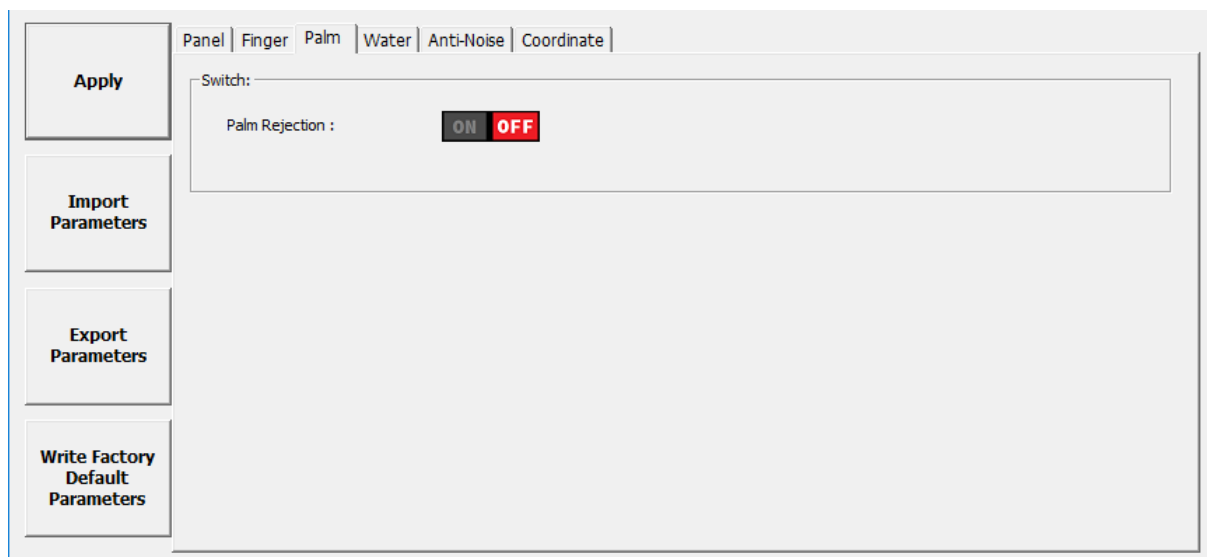 Apply
Import
Parameters
Export
Parameters
Write Factory
Default
Parameters
Panel Finger Palm Water Anti-Noise Coordinate
Switch:
Palm Rejection :
ON OFF